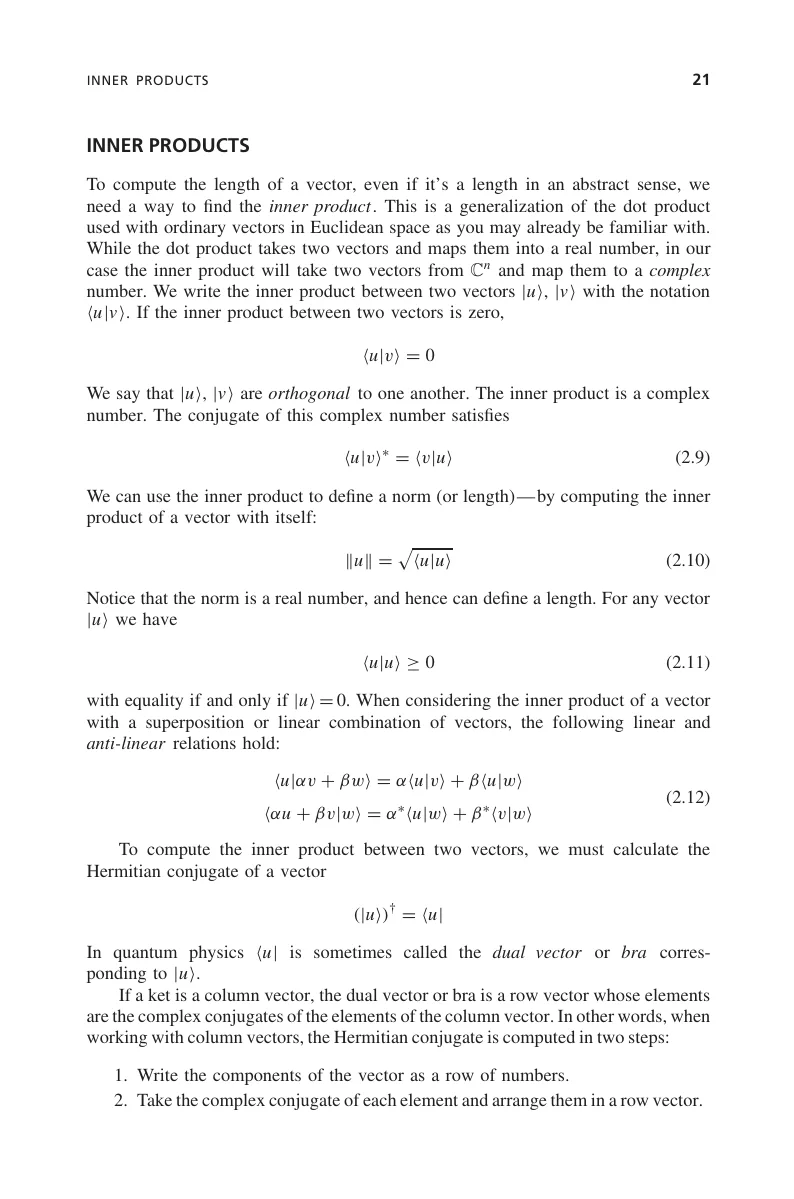 INNER PRODUCTS 21
INNER PRODUCTS
To compute the length of a vector, even if it's a length in an abstract sense, we
need a way to find the inner product. This is a generalization of the dot product
used with ordinary vectors in Euclidean space as you may already be familiar with.
While the dot product takes two vectors and maps them into a real number, in our
case the inner product will take two vectors from ℂⁿ and map them to a complex
number. We write the inner product between two vectors |u⟩, |v⟩ with the notation
⟨u|v⟩. If the inner product between two vectors is zero,
⟨u|v⟩ = 0
We say that |u⟩, |v⟩ are orthogonal to one another. The inner product is a complex
number. The conjugate of this complex number satisfies
⟨u|v⟩* = ⟨v|u⟩ (2.9)
We can use the inner product to define a norm (or length)—by computing the inner
product of a vector with itself:
‖u‖ = √⟨u|u⟩ (2.10)
Notice that the norm is a real number, and hence can define a length. For any vector
|u⟩ we have
⟨u|u⟩ ≥ 0 (2.11)
with equality if and only if |u⟩ = 0. When considering the inner product of a vector
with a superposition or linear combination of vectors, the following linear and
anti-linear relations hold:
⟨u|αv + βw⟩ = α⟨u|v⟩ + β⟨u|w⟩
(2.12)
⟨αu + βv|w⟩ = α*⟨u|w⟩ + β*⟨v|w⟩
To compute the inner product between two vectors, we must calculate the
Hermitian conjugate of a vector
(|u⟩)† = ⟨u|
In quantum physics ⟨u| is sometimes called the dual vector or bra corres-
ponding to |u⟩.
If a ket is a column vector, the dual vector or bra is a row vector whose elements
are the complex conjugates of the elements of the column vector. In other words, when
working with column vectors, the Hermitian conjugate is computed in two steps:
1. Write the components of the vector as a row of numbers.
2. Take the complex conjugate of each element and arrange them in a row vector.